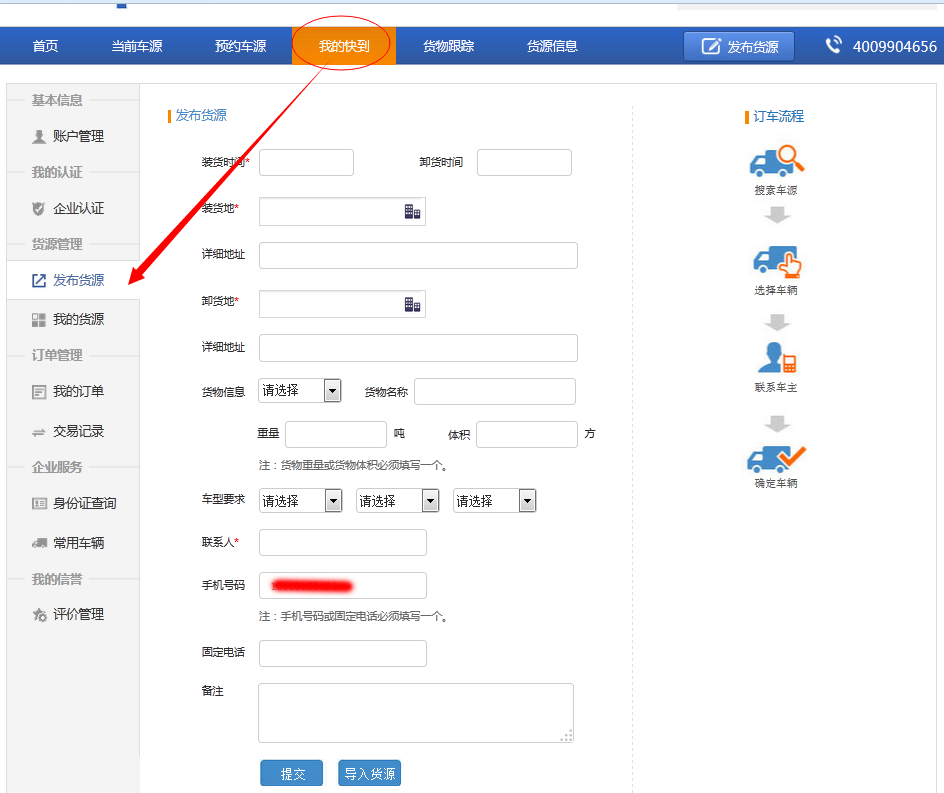 首页 当前车源 预约车源 我的快到 货物跟踪 货源信息 发布货源 4009904656
基本信息
账户管理
我的认证
企业认证
货源管理
发布货源
我的货源
订单管理
我的订单
交易记录
企业服务
身份证查询
常用车辆
我的信誉
评价管理
发布货源
装货时间* 卸货时间
装货地*
详细地址
卸货地*
详细地址
货物信息 请选择 货物名称
重量 吨 体积 方
注：货物重量或货物体积必须填写一个。
车型要求 请选择 请选择 请选择
联系人*
手机号码
注：手机号码或固定电话必须填写一个。
固定电话
备注
提交 导入货源
订车流程
搜索车源
选择车辆
联系车主
确定车辆